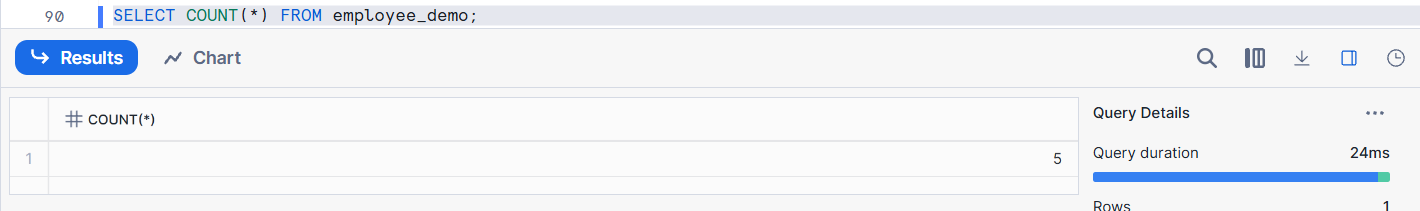 90 SELECT COUNT(*) FROM employee_demo;
Results Chart
COUNT(*)
1 5
Query Details ...
Query duration 24ms
Rows 1